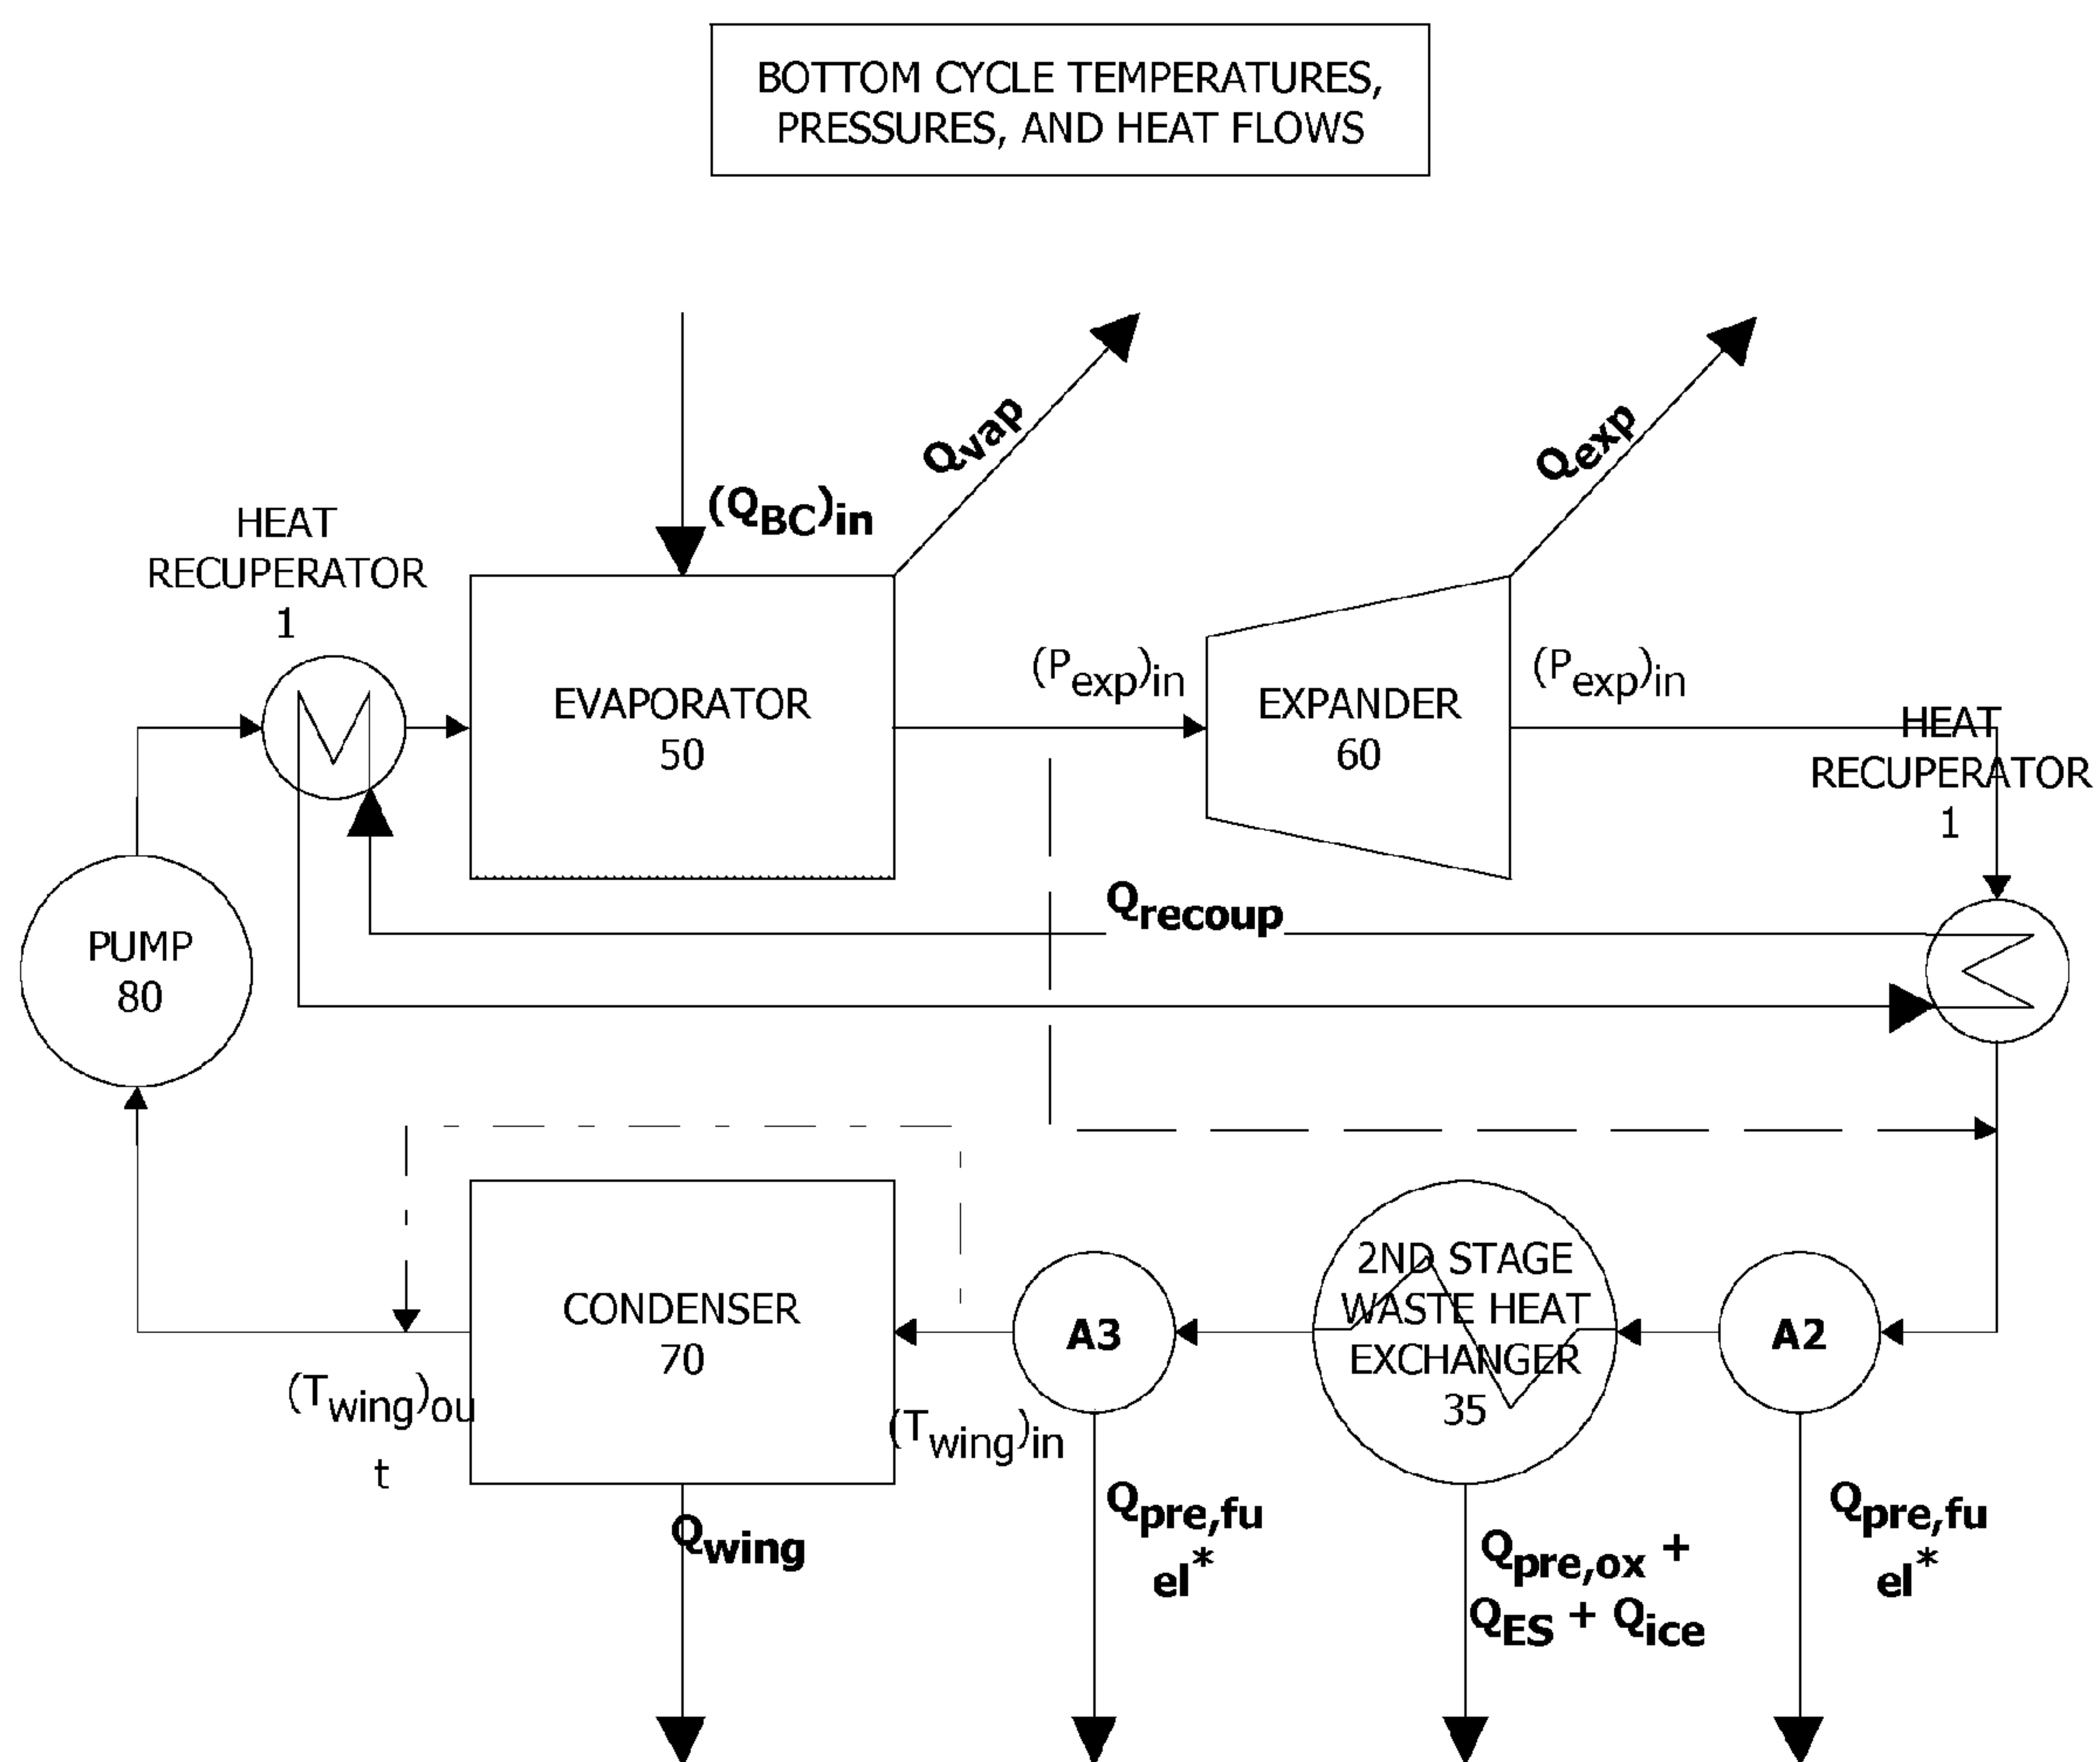 BOTTOM CYCLE TEMPERATURES,
PRESSURES, AND HEAT FLOWS
Qvap
Qexp
(QBC)in
HEAT
RECUPERATOR
1
EVAPORATOR
50
(Pexp)in
EXPANDER
60
(Pexp)in
HEAT
RECUPERATOR
1
Qrecoup
PUMP
80
CONDENSER
70
A3
2ND STAGE
WASTE HEAT
EXCHANGER
35
A2
(Twing)ou
t
(Twing)in
Qwing
Qpre,fu
el*
Qpre,ox +
QES + Qice
Qpre,fu
el*